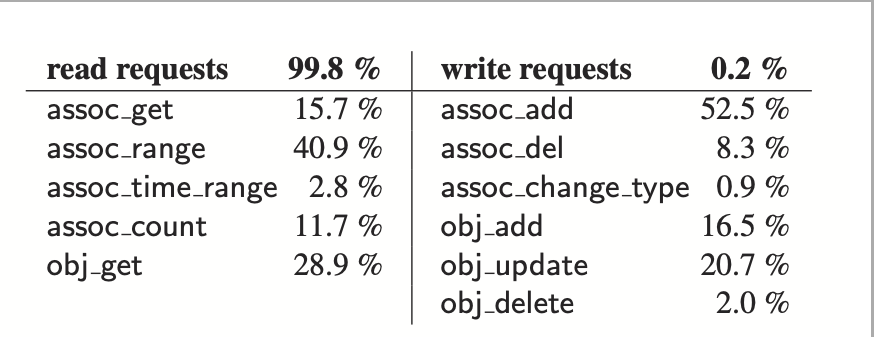 read requests 99.8 % write requests 0.2 %
assoc_get 15.7 % assoc_add 52.5 %
assoc_range 40.9 % assoc_del 8.3 %
assoc_time_range 2.8 % assoc_change_type 0.9 %
assoc_count 11.7 % obj_add 16.5 %
obj_get 28.9 % obj_update 20.7 %
obj_delete 2.0 %